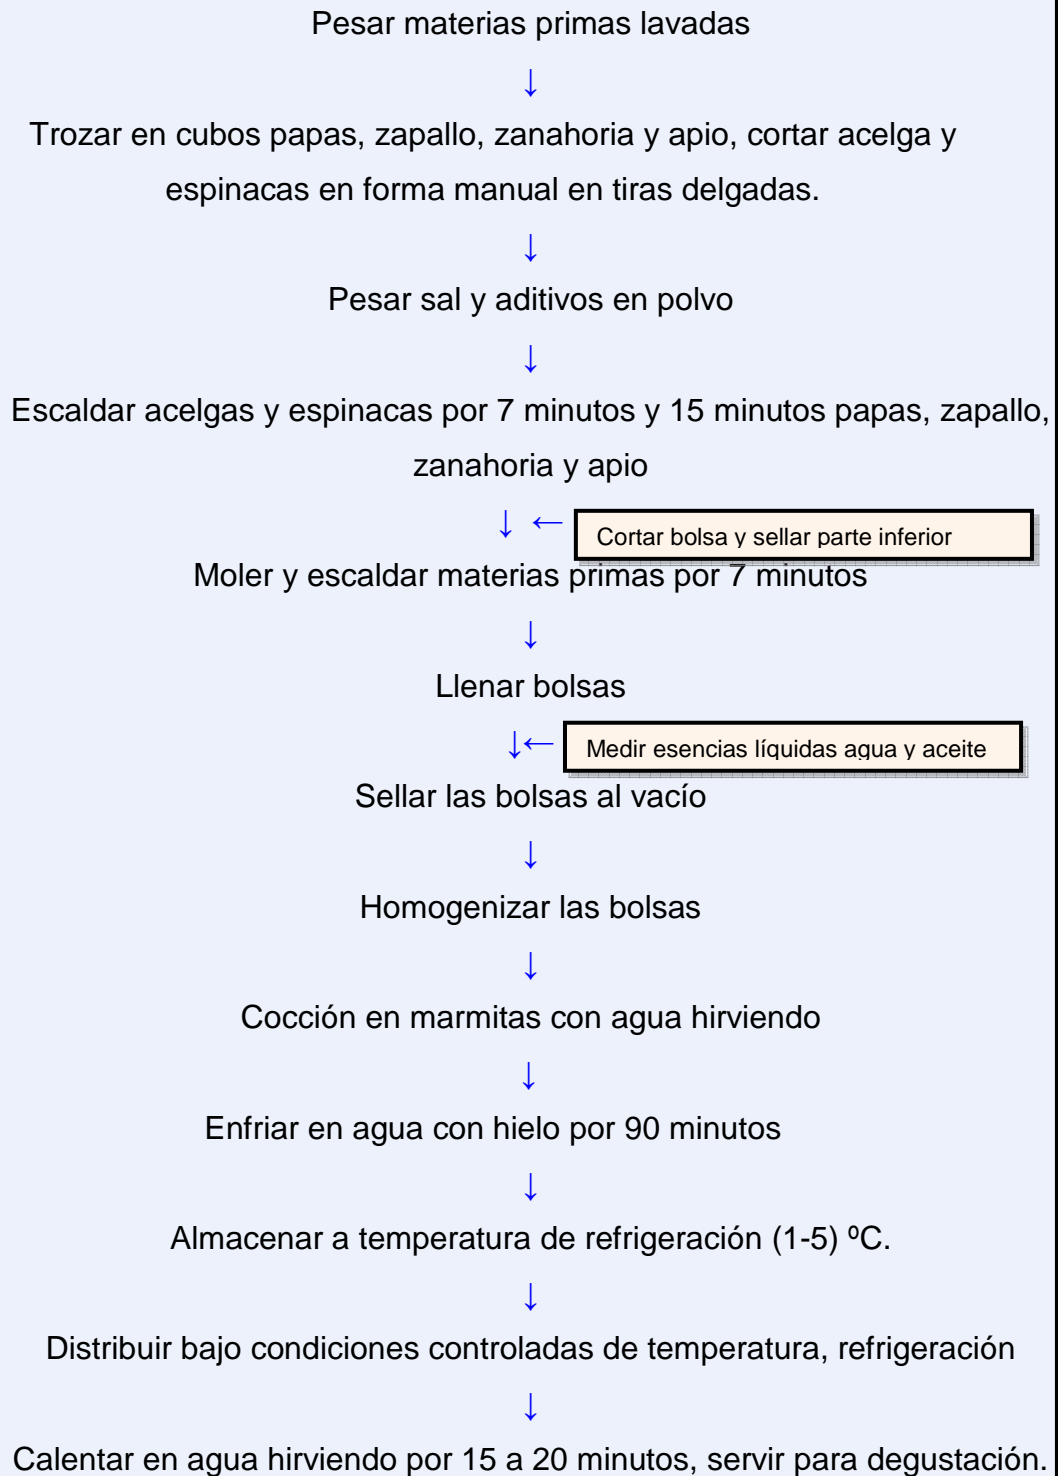 Pesar materias primas lavadas
↓
Trozar en cubos papas, zapallo, zanahoria y apio, cortar acelga y
espinacas en forma manual en tiras delgadas.
↓
Pesar sal y aditivos en polvo
↓
Escaldar acelgas y espinacas por 7 minutos y 15 minutos papas, zapallo,
zanahoria y apio
↓ ←
Cortar bolsa y sellar parte inferior
Moler y escaldar materias primas por 7 minutos
↓
Llenar bolsas
↓←
Medir esencias líquidas agua y aceite
Sellar las bolsas al vacío
↓
Homogenizar las bolsas
↓
Cocción en marmitas con agua hirviendo
↓
Enfriar en agua con hielo por 90 minutos
↓
Almacenar a temperatura de refrigeración (1-5) ºC.
↓
Distribuir bajo condiciones controladas de temperatura, refrigeración
↓
Calentar en agua hirviendo por 15 a 20 minutos, servir para degustación.